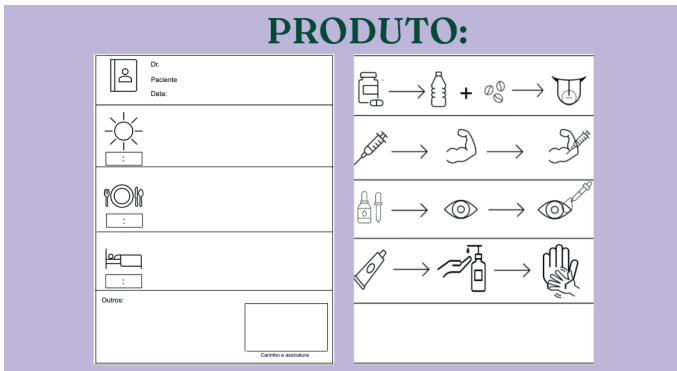 PRODUTO:
Dr.
Paciente
Data:
:
:
:
Outros:
Carimbo e assinatura